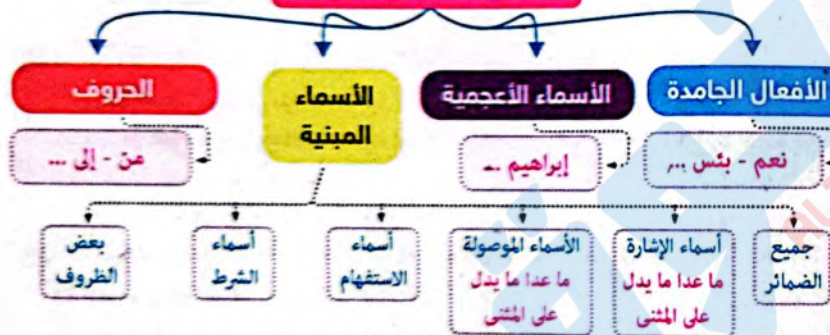 الأفعال الجامدة
الأسماء الأعجمية
الأسماء
المبنية
الحروف
نعم - بئس ...
إبراهيم ...
من - إلى ...
جميع
الضمائر
أسماء الإشارة
ما عدا ما يدل
على المثنى
الأسماء الموصولة
ما عدا ما يدل
على المثنى
أسماء
الاستفهام
أسماء
الشرط
بعض
الظروف